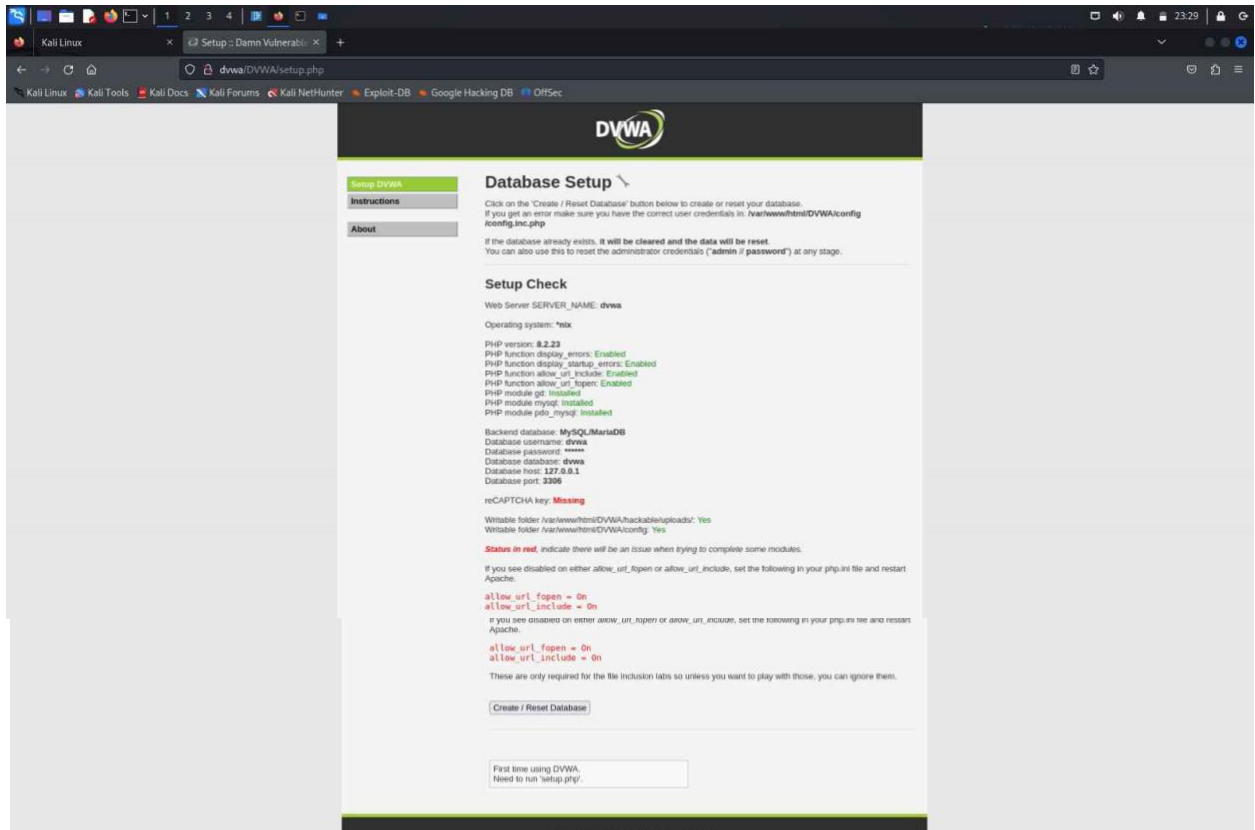 1 2 3 4
23:29
Kali Linux
Setup :: Damn Vulnerabl
dvwa/DVWA/setup.php
Kali Linux Kali Tools Kali Docs Kali Forums Kali NetHunter Exploit-DB Google Hacking DB OffSec
DVWA
Setup DVWA
Instructions
About
Database Setup
Click on the 'Create / Reset Database' button below to create or reset your database.
If you get an error make sure you have the correct user credentials in: /var/www/html/DVWA/config
/config.inc.php
If the database already exists, it will be cleared and the data will be reset.
You can also use this to reset the administrator credentials ("admin // password") at any stage.
Setup Check
Web Server SERVER_NAME: dvwa
Operating system: *nix
PHP version: 8.2.23
PHP function display_errors: Enabled
PHP function display_startup_errors: Enabled
PHP function allow_url_include: Enabled
PHP function allow_url_fopen: Enabled
PHP module gd: Installed
PHP module mysql: Installed
PHP module pdo_mysql: Installed
Backend database: MySQL/MariaDB
Database username: dvwa
Database password: ******
Database database: dvwa
Database host: 127.0.0.1
Database port: 3306
reCAPTCHA key: Missing
Writable folder /var/www/html/DVWA/hackable/uploads/: Yes
Writable folder /var/www/html/DVWA/config: Yes
Status in red, indicate there will be an issue when trying to complete some modules.
If you see disabled on either allow_url_fopen or allow_url_include, set the following in your php.ini file and restart
Apache.
allow_url_fopen = On
allow_url_include = On
If you see disabled on either allow_url_fopen or allow_url_include, set the following in your php.ini file and restart
Apache.
allow_url_fopen = On
allow_url_include = On
These are only required for the file inclusion labs so unless you want to play with those, you can ignore them.
Create / Reset Database
First time using DVWA.
Need to run 'setup.php'.